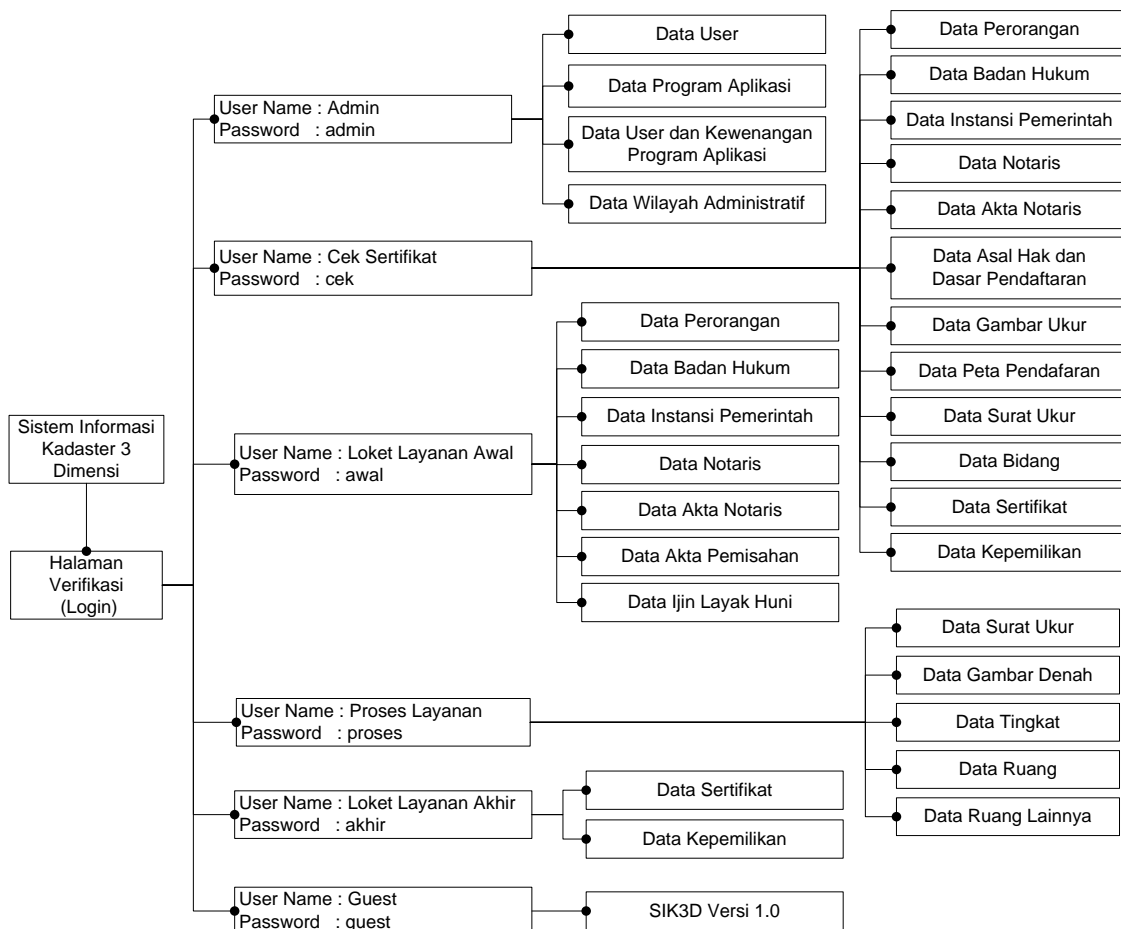 Sistem Informasi
Kadaster 3
Dimensi
Halaman
Verifikasi
(Login)
User Name : Admin
Password : admin
Data User
Data Program Aplikasi
Data User dan Kewenangan
Program Aplikasi
Data Wilayah Administratif
User Name : Cek Sertifikat
Password : cek
Data Perorangan
Data Badan Hukum
Data Instansi Pemerintah
Data Notaris
Data Akta Notaris
Data Asal Hak dan
Dasar Pendaftaran
Data Gambar Ukur
Data Peta Pendafaran
Data Surat Ukur
Data Bidang
Data Sertifikat
Data Kepemilikan
User Name : Loket Layanan Awal
Password : awal
Data Perorangan
Data Badan Hukum
Data Instansi Pemerintah
Data Notaris
Data Akta Notaris
Data Akta Pemisahan
Data Ijin Layak Huni
User Name : Proses Layanan
Password : proses
Data Surat Ukur
Data Gambar Denah
Data Tingkat
Data Ruang
Data Ruang Lainnya
User Name : Loket Layanan Akhir
Password : akhir
Data Sertifikat
Data Kepemilikan
User Name : Guest
Password : guest
SIK3D Versi 1.0